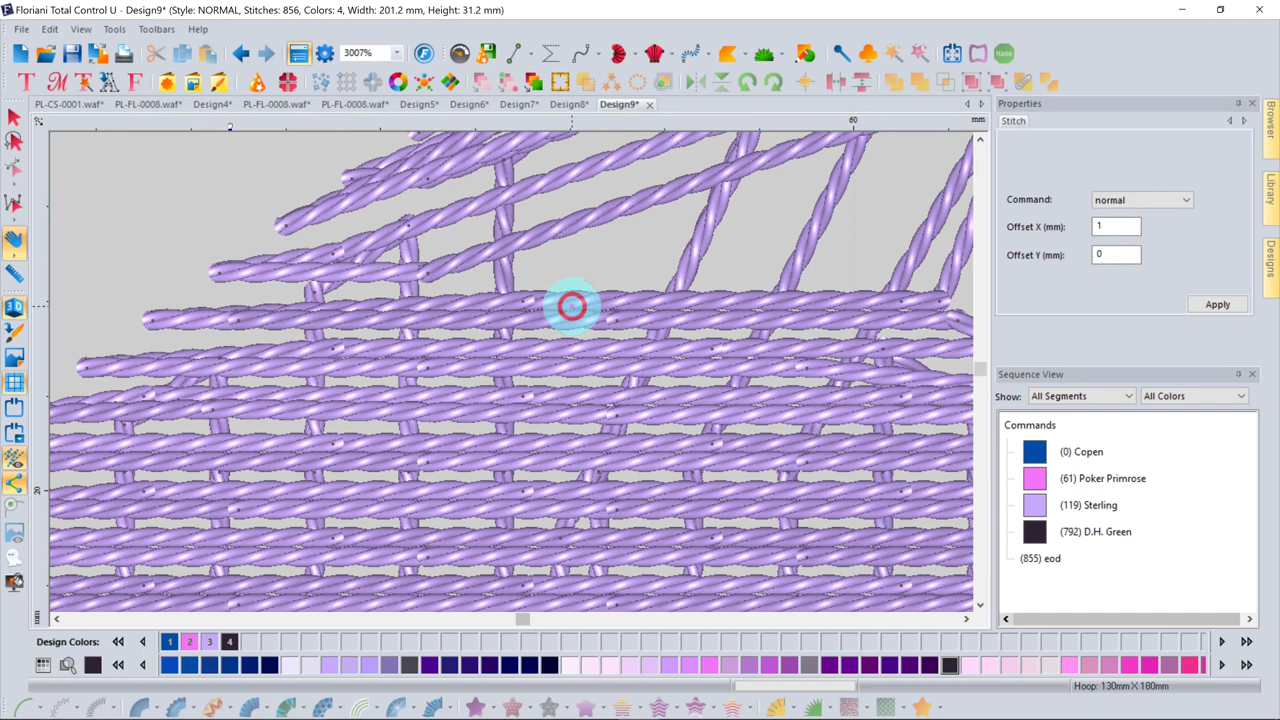 Floriani Total Control U - Design9* (Style: NORMAL, Stitches: 856, Colors: 4, Width: 201.2 mm, Height: 31.2 mm)
File Edit View Tools Toolbars Help
3007%
PL-CS-0001.waf* PL-FL-0008.waf* Design4* PL-FL-0008.waf* PL-FL-0008.waf* Design5* Design6* Design7* Design8* Design9*
60 mm
Properties
Stitch
Command: normal
Offset X (mm): 1
Offset Y (mm): 0
Apply
Browser
Library
Designs
Sequence View
Show: All Segments All Colors
Commands
(0) Copen
(61) Poker Primrose
(119) Sterling
(792) D.H. Green
(855) eod
20
mm
Design Colors: 1 2 3 4
Hoop: 130mm X 180mm